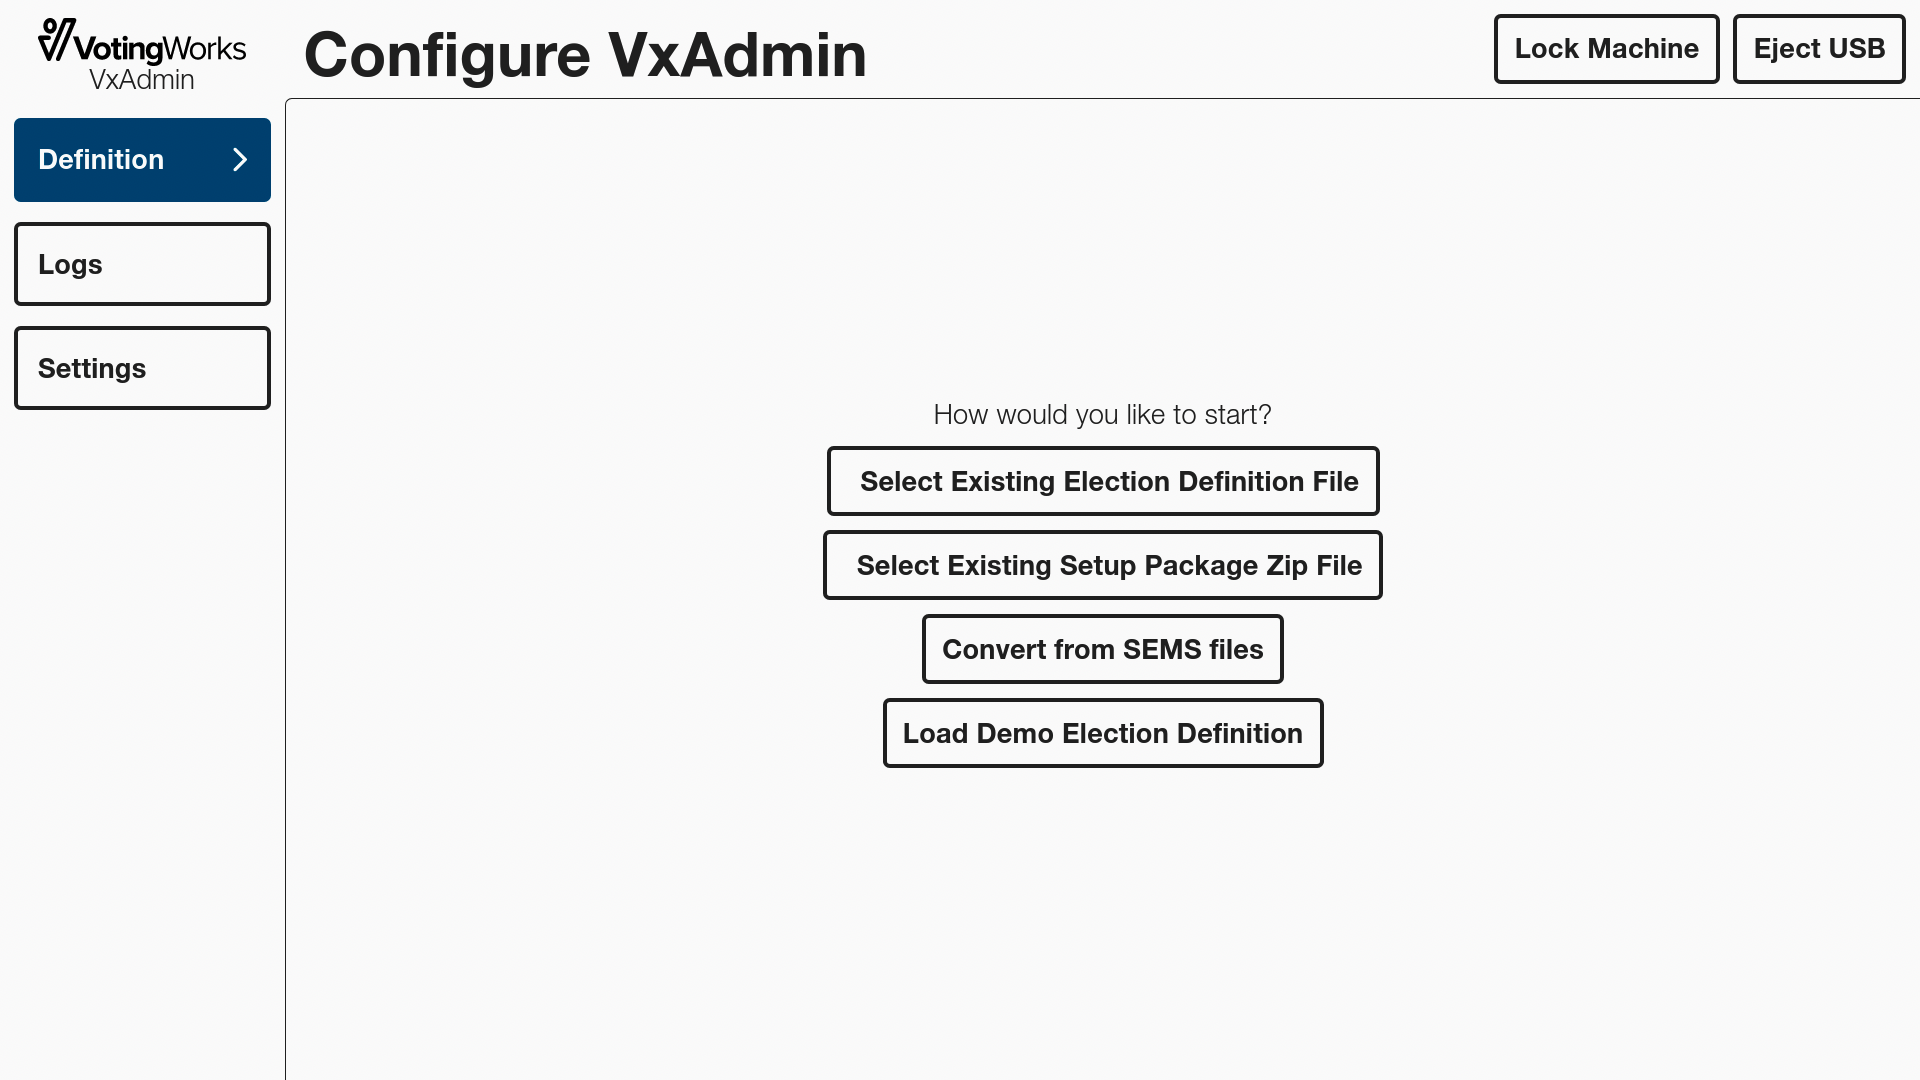 VotingWorks
VxAdmin
Configure VxAdmin
Lock Machine
Eject USB
Definition
Logs
Settings
How would you like to start?
Select Existing Election Definition File
Select Existing Setup Package Zip File
Convert from SEMS files
Load Demo Election Definition